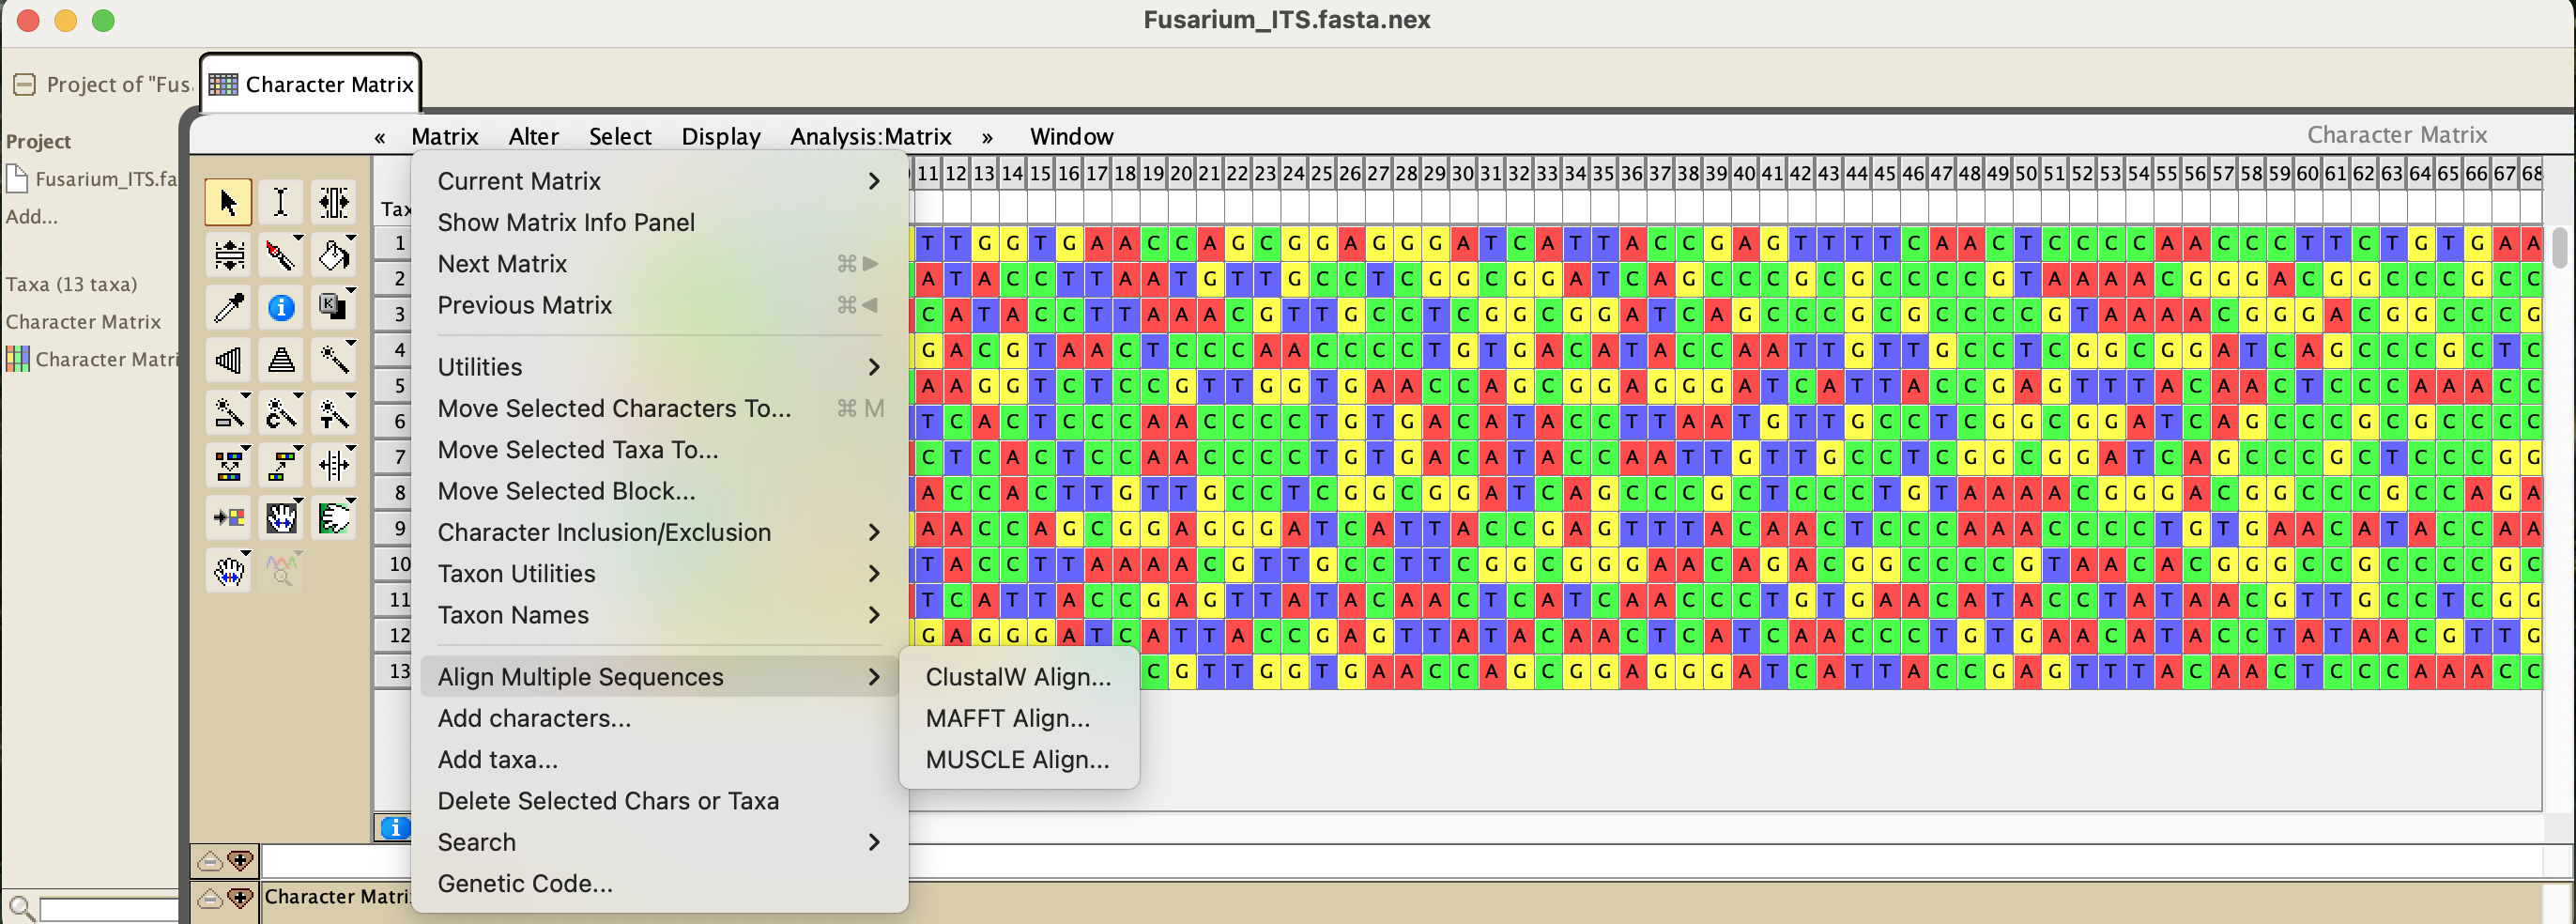 Fusarium_ITS.fasta.nex
Project of "Fus
Character Matrix
Project
Fusarium_ITS.fa
Add...
Taxa (13 taxa)
Character Matrix
Character Matri
« Matrix Alter Select Display Analysis:Matrix » Window Character Matrix
Current Matrix
Show Matrix Info Panel
Next Matrix ⌘▶
Previous Matrix ⌘◀
Utilities
Move Selected Characters To... ⌘ M
Move Selected Taxa To...
Move Selected Block...
Character Inclusion/Exclusion
Taxon Utilities
Taxon Names
Align Multiple Sequences
Add characters...
Add taxa...
Delete Selected Chars or Taxa
Search
Genetic Code...
ClustalW Align...
MAFFT Align...
MUSCLE Align...
11 12 13 14 15 16 17 18 19 20 21 22 23 24 25 26 27 28 29 30 31 32 33 34 35 36 37 38 39 40 41 42 43 44 45 46 47 48 49 50 51 52 53 54 55 56 57 58 59 60 61 62 63 64 65 66 67 68
Tax
1 T T G G T G A A C C A G C G G A G G G A T C A T T A C C G A G T T T T C A A C T C C C C A A C C C T T C T G T G A A
2 A T A C C T T A A T G T T G C C T C G G C G G A T C A G C C C G C G C C C C G T A A A A C G G G A C G G C C C G C C
3 C A T A C C T T A A A C G T T G C C T C G G C G G A T C A G C C C G C G C C C C G T A A A A C G G G A C G G C C C G
4 G A C G T A A C T C C C A A C C C C T G T G A C A T A C C A A T T G T T G C C T C G G C G G A T C A G C C C G C T C
5 A A G G T C T C C G T T G G T G A A C C A G C G G A G G G A T C A T T A C C G A G T T T A C A A C T C C C A A A C C
6 T C A C T C C C A A C C C C T G T G A C A T A C C T T A A T G T T G C C T C G G C G G A T C A G C C C G C G C C C C
7 C T C A C T C C A A C C C C T G T G A C A T A C C A A T T G T T G C C T C G G C G G A T C A G C C C G C T C C C G G
8 A C C A C T T G T T G C C T C G G C G G A T C A G C C C G C T C C C T G T A A A A C G G G A C G G C C C G C C A G A
9 A A C C A G C G G A G G G A T C A T T A C C G A G T T T A C A A C T C C C A A A C C C C T G T G A A C A T A C C A A
10 T A C C T T A A A A C G T T G C C T T C G G C G G G A A C A G A C G G C C C C G T A A C A C G G G C C G C C C C G C
11 T C A T T A C C G A G T T A T A C A A C T C A T C A A C C C T G T G A A C A T A C C T A T A A C G T T G C C T C G G
12 G A G G G A T C A T T A C C G A G T T A T A C A A C T C A T C A A C C C T G T G A A C A T A C C T A T A A C G T T G
13 C G T T G G T G A A C C A G C G G A G G G A T C A T T A C C G A G T T T A C A A C T C C C A A A C C
Character Matri